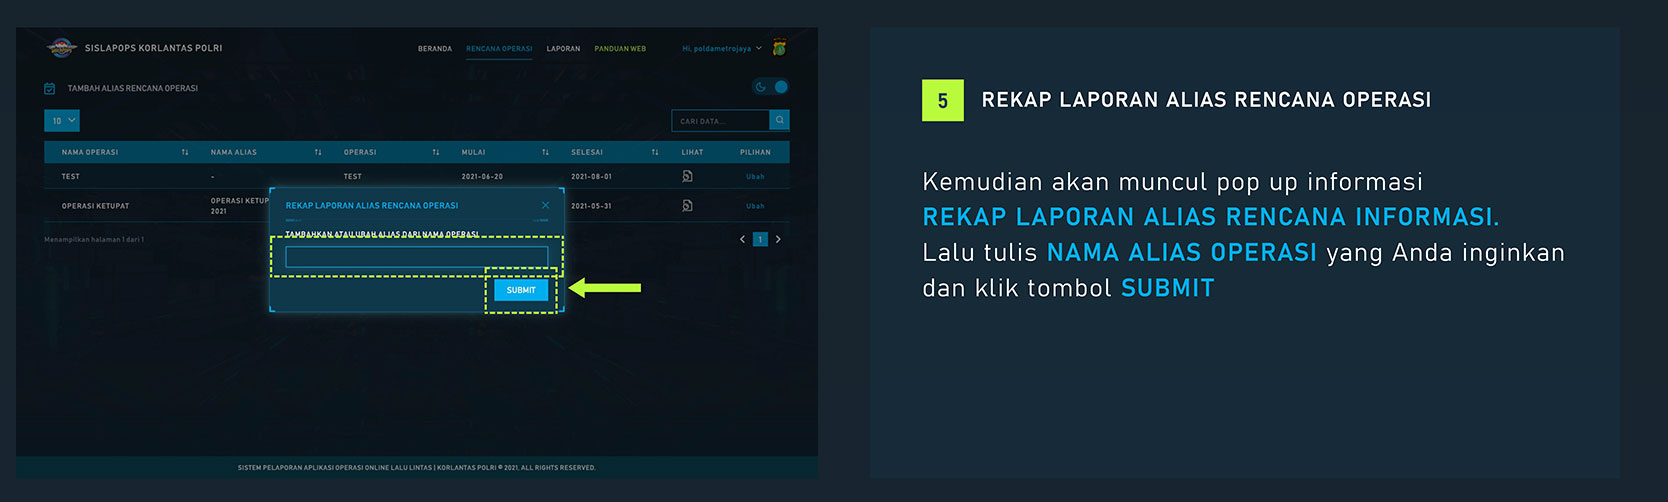 SISLAPOPS KORLANTAS POLRI
BERANDA RENCANA OPERASI LAPORAN PANDUAN WEB Hi, poldametrojaya
TAMBAH ALIAS RENCANA OPERASI
10
CARI DATA...
NAMA OPERASI NAMA ALIAS OPERASI MULAI SELESAI LIHAT PILIHAN
TEST - TEST 2021-06-20 2021-08-01 Ubah
OPERASI KETUPAT OPERASI KETUP 2021-05-31 Ubah
2021
Menampilkan halaman 1 dari 1
1
REKAP LAPORAN ALIAS RENCANA OPERASI
TAMBAHKAN ATAU UBAH ALIAS DARI NAMA OPERASI
SUBMIT
SISTEM PELAPORAN APLIKASI OPERASI ONLINE LALU LINTAS | KORLANTAS POLRI © 2021, ALL RIGHTS RESERVED.
5 REKAP LAPORAN ALIAS RENCANA OPERASI
Kemudian akan muncul pop up informasi
REKAP LAPORAN ALIAS RENCANA INFORMASI.
Lalu tulis NAMA ALIAS OPERASI yang Anda inginkan
dan klik tombol SUBMIT